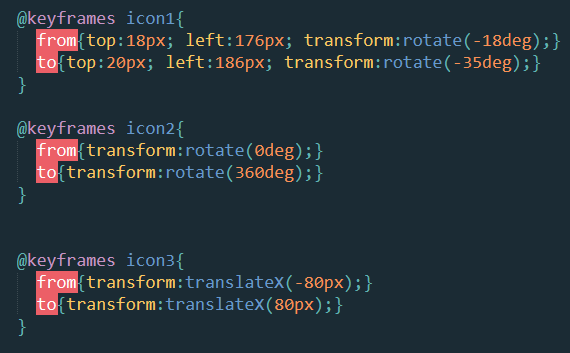 @keyframes icon1{
from{top:18px; left:176px; transform:rotate(-18deg);}
to{top:20px; left:186px; transform:rotate(-35deg);}
}
@keyframes icon2{
from{transform:rotate(0deg);}
to{transform:rotate(360deg);}
}
@keyframes icon3{
from{transform:translateX(-80px);}
to{transform:translateX(80px);}
}